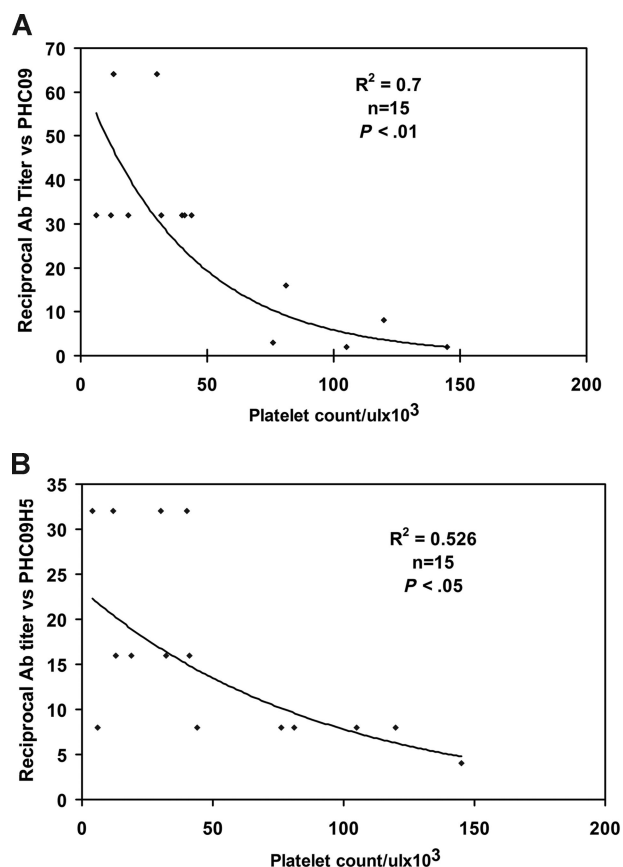 A
Reciprocal Ab Titer vs PHC09
70
60
50
40
30
20
10
0
R² = 0.7
n=15
P < .01
0 50 100 150 200
Platelet count/ulx10³
B
Reciprocal Ab titer vs PHC09H5
35
30
25
20
15
10
5
0
R² = 0.526
n=15
P < .05
0 50 100 150 200
Platelet count/ulx10³